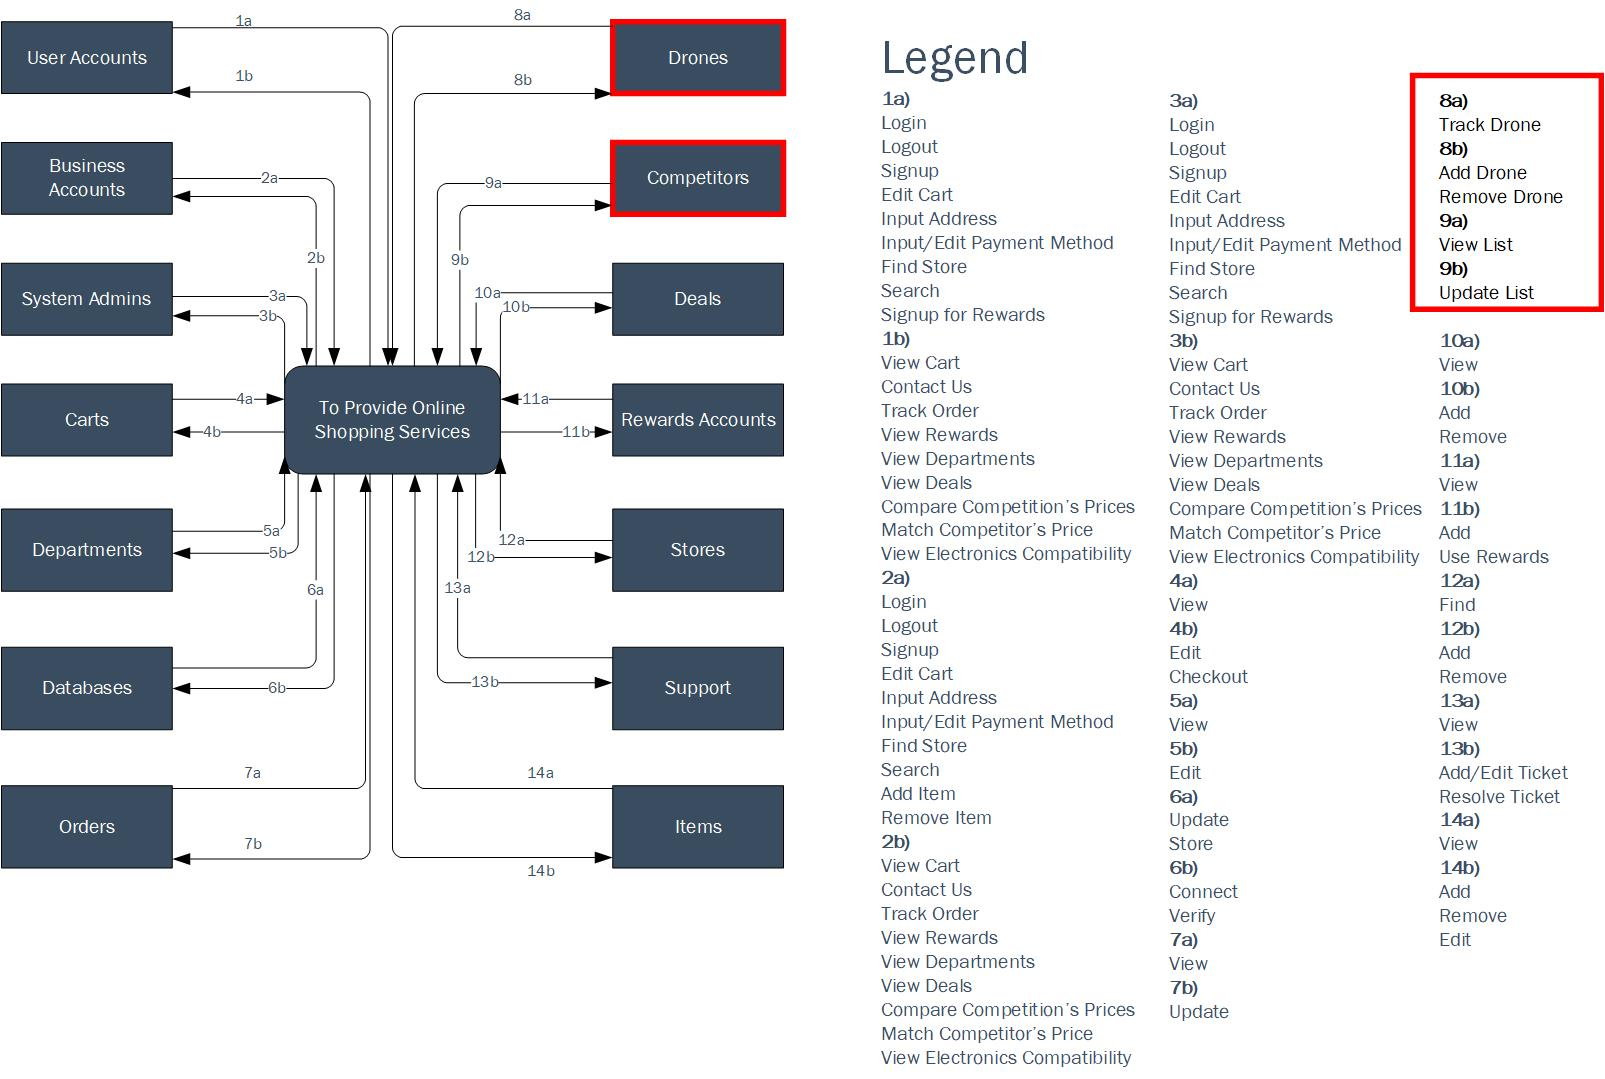 1a
User Accounts
1b
8a
Drones
8b
Business
Accounts
2a
2b
9a
Competitors
9b
System Admins
3a
3b
10a
10b
Deals
Carts
4a
4b
To Provide Online
Shopping Services
11a
11b
Rewards Accounts
Departments
5a
5b
12a
12b
Stores
Databases
6a
6b
13a
13b
Support
Orders
7a
7b
14a
14b
Items
Legend
1a)
Login
Logout
Signup
Edit Cart
Input Address
Input/Edit Payment Method
Find Store
Search
Signup for Rewards
1b)
View Cart
Contact Us
Track Order
View Rewards
View Departments
View Deals
Compare Competition's Prices
Match Competitor's Price
View Electronics Compatibility
2a)
Login
Logout
Signup
Edit Cart
Input Address
Input/Edit Payment Method
Find Store
Search
Add Item
Remove Item
2b)
View Cart
Contact Us
Track Order
View Rewards
View Departments
View Deals
Compare Competition's Prices
Match Competitor's Price
View Electronics Compatibility
3a)
Login
Logout
Signup
Edit Cart
Input Address
Input/Edit Payment Method
Find Store
Search
Signup for Rewards
3b)
View Cart
Contact Us
Track Order
View Rewards
View Departments
View Deals
Compare Competition's Prices
Match Competitor's Price
View Electronics Compatibility
4a)
View
4b)
Edit
Checkout
5a)
View
5b)
Edit
6a)
Update
Store
6b)
Connect
Verify
7a)
View
7b)
Update
8a)
Track Drone
8b)
Add Drone
Remove Drone
9a)
View List
9b)
Update List
10a)
View
10b)
Add
Remove
11a)
View
11b)
Add
Use Rewards
12a)
Find
12b)
Add
Remove
13a)
View
13b)
Add/Edit Ticket
Resolve Ticket
14a)
View
14b)
Add
Remove
Edit